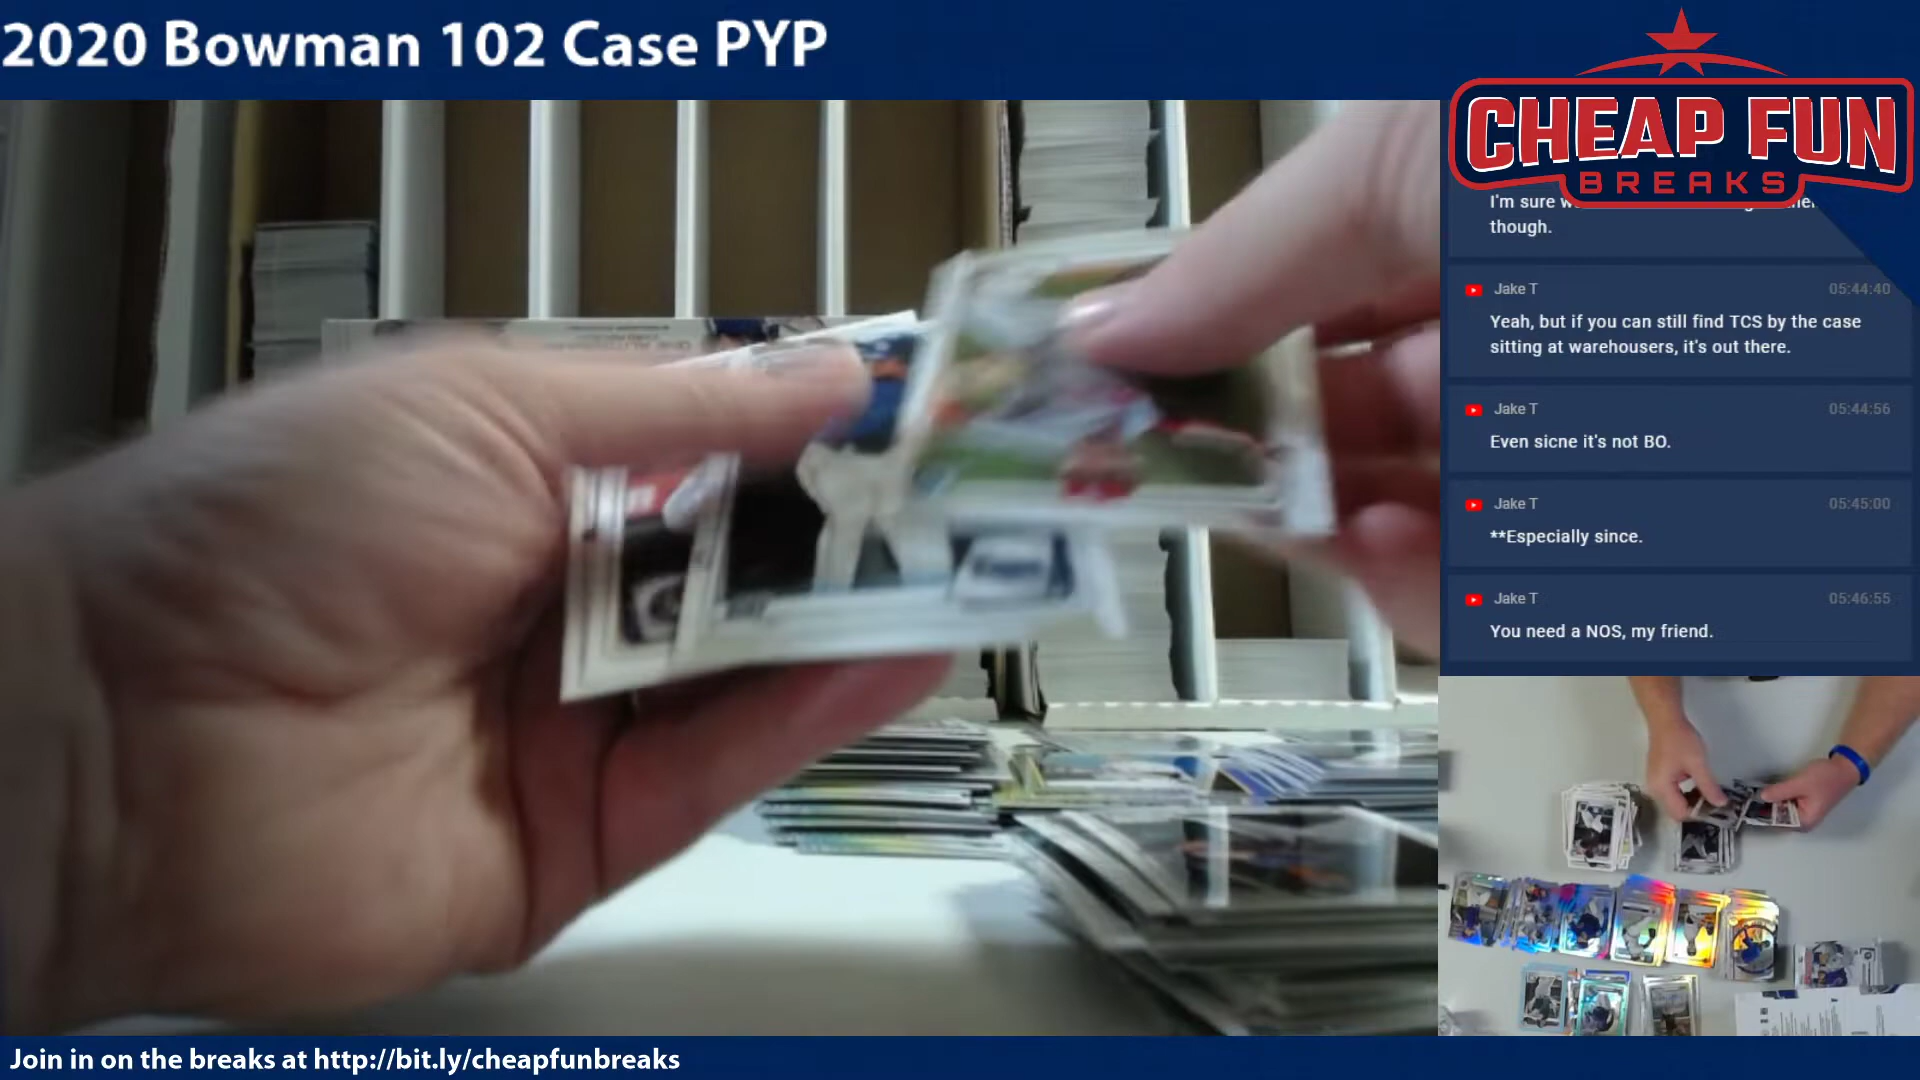 2020 Bowman 102 Case PYP
CHEAP FUN
BREAKS
I'm sure
though.
Jake T 05:44:40
Yeah, but if you can still find TCS by the case
sitting at warehousers, it's out there.
Jake T 05:44:56
Even sicne it's not BO.
Jake T 05:45:00
**Especially since.
Jake T 05:46:55
You need a NOS, my friend.
Join in on the breaks at http://bit.ly/cheapfunbreaks